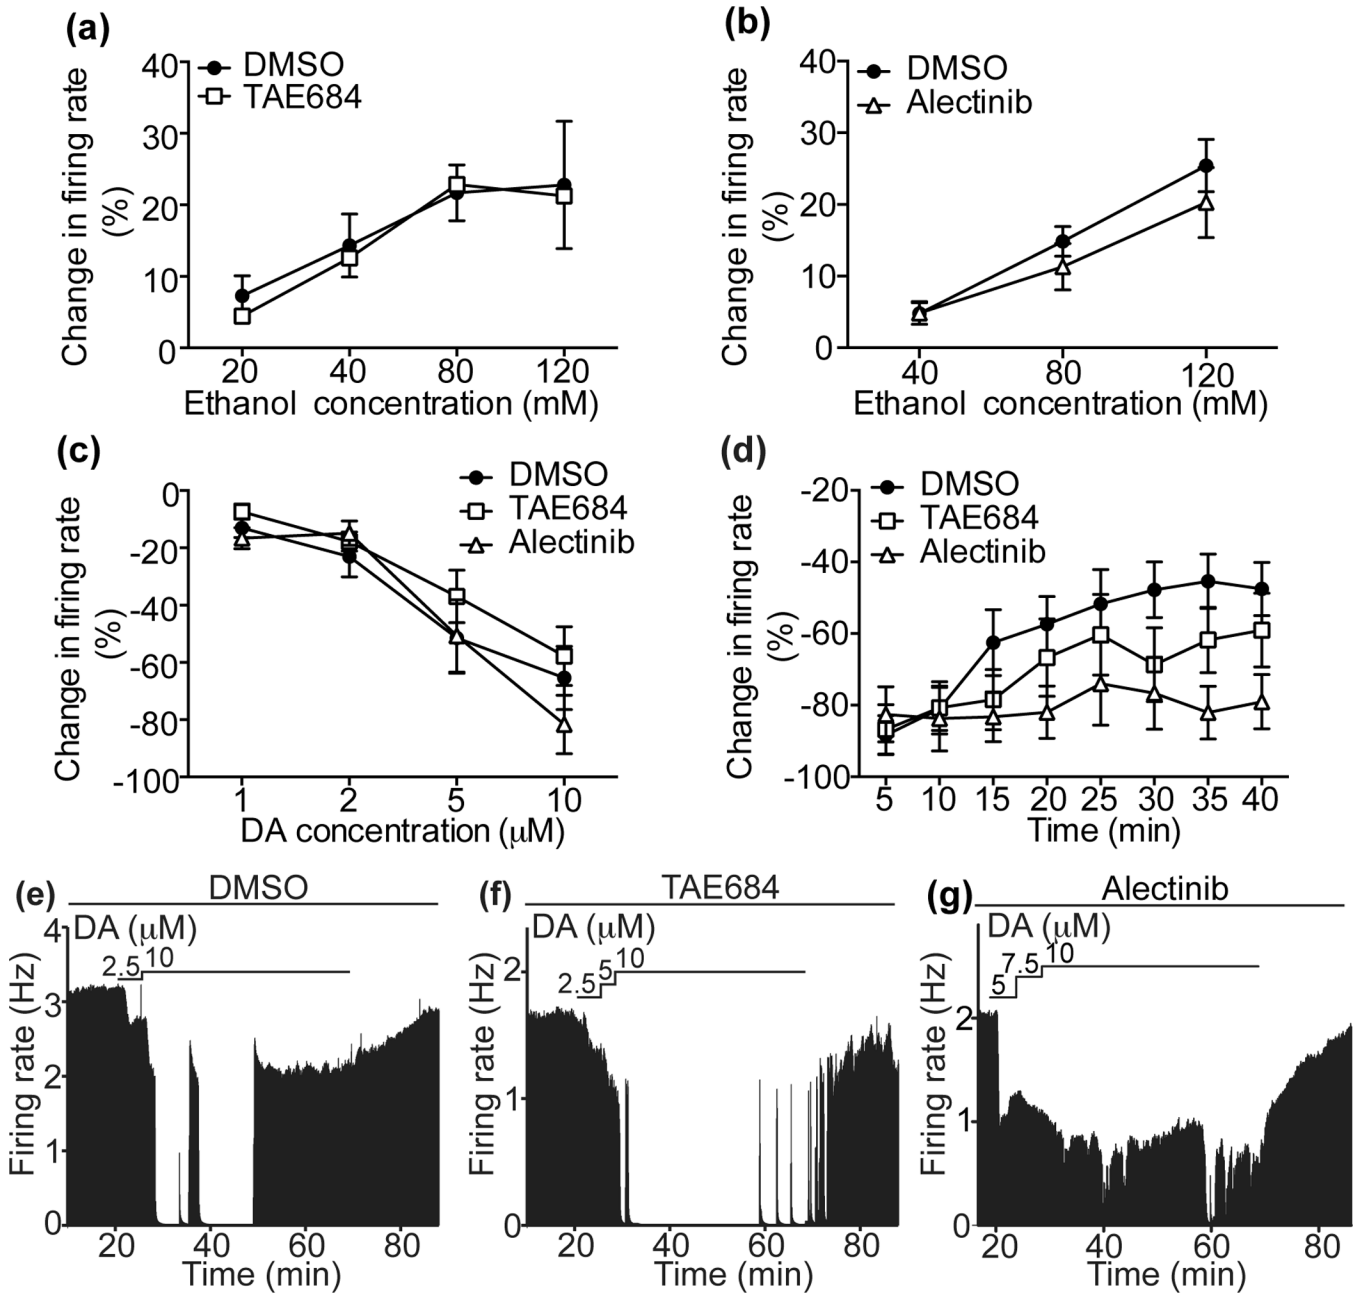 (a)
DMSO
TAE684
Change in firing rate
(%)
40
30
20
10
0
20 40 80 120
Ethanol concentration (mM)
(b)
DMSO
Alectinib
Change in firing rate
(%)
40
30
20
10
0
40 80 120
Ethanol concentration (mM)
(c)
DMSO
TAE684
Alectinib
Change in firing rate
(%)
0
-20
-40
-60
-80
-100
1 2 5 10
DA concentration (μM)
(d)
DMSO
TAE684
Alectinib
Change in firing rate
(%)
-20
-40
-60
-80
-100
5 10 15 20 25 30 35 40
Time (min)
(e)
DMSO
DA (μM)
2.5 10
Firing rate (Hz)
4
3
2
1
0
20 40 60 80
Time (min)
(f)
TAE684
DA (μM)
2.5 5 10
Firing rate (Hz)
2
1
0
20 40 60 80
Time (min)
(g)
Alectinib
DA (μM)
5 7.5 10
Firing rate (Hz)
2
1
0
20 40 60 80
Time (min)